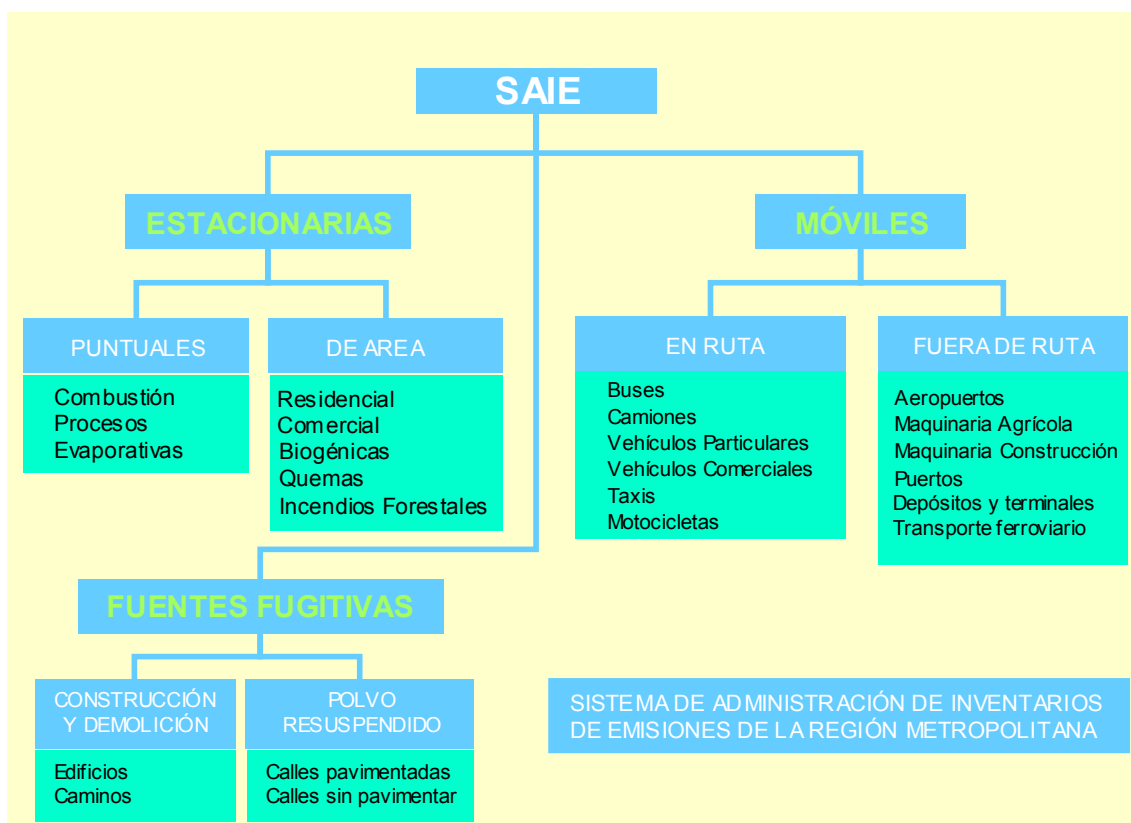 SAIE
ESTACIONARIAS
MÓVILES
PUNTUALES
Combustión
Procesos
Evaporativas
DE AREA
Residencial
Comercial
Biogénicas
Quemas
Incendios Forestales
EN RUTA
Buses
Camiones
Vehículos Particulares
Vehículos Comerciales
Taxis
Motocicletas
FUERA DE RUTA
Aeropuertos
Maquinaria Agrícola
Maquinaria Construcción
Puertos
Depósitos y terminales
Transporte ferroviario
FUENTES FUGITIVAS
CONSTRUCCIÓN
Y DEMOLICIÓN
Edificios
Caminos
POLVO
RESUSPENDIDO
Calles pavimentadas
Calles sin pavimentar
SISTEMA DE ADMINISTRACIÓN DE INVENTARIOS
DE EMISIONES DE LA REGIÓN METROPOLITANA